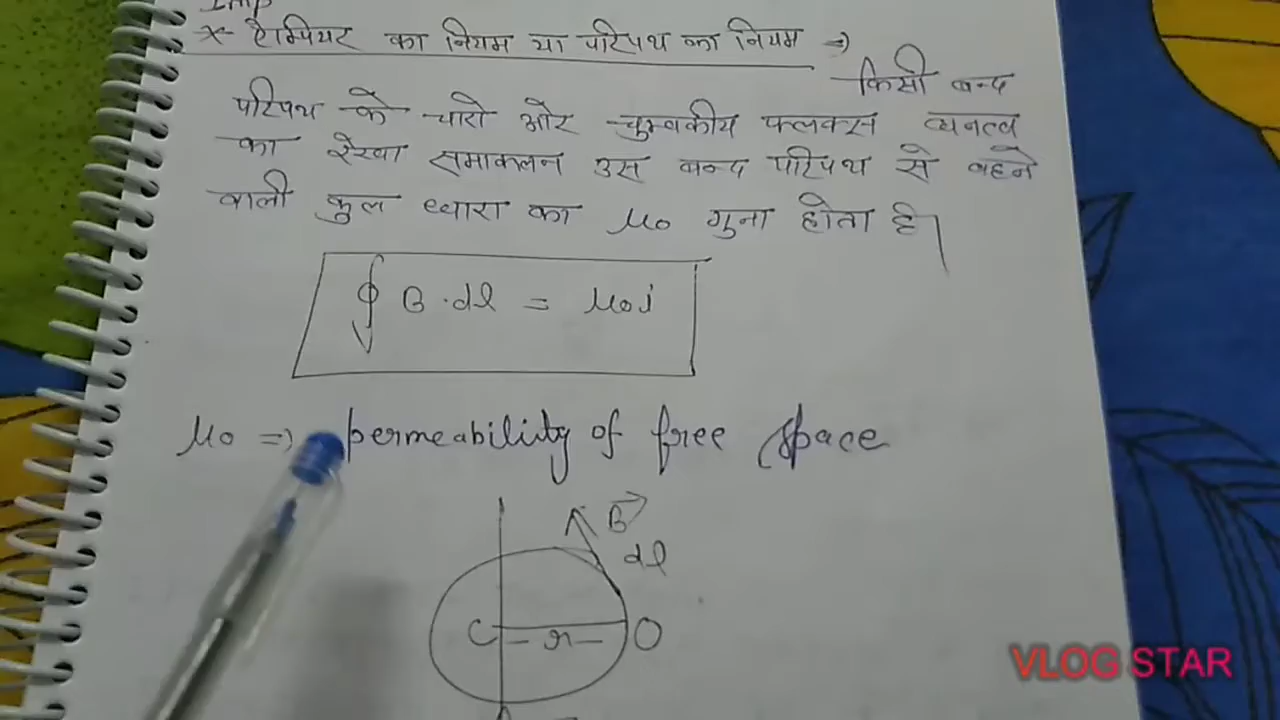 Imp
* ऐम्पियर का नियम या परिपथ का नियम ⇒
किसी बन्द
परिपथ के चारो ओर चुम्बकीय फ्लक्स घनत्व
का रेखा समाकलन उस बन्द परिपथ से बहने
वाली कुल धारा का μ0 गुना होता है।
∮ B · dl = μ0 i
μ0 ⇒ permeability of free space
B
dl
C
r
O
VLOG STAR